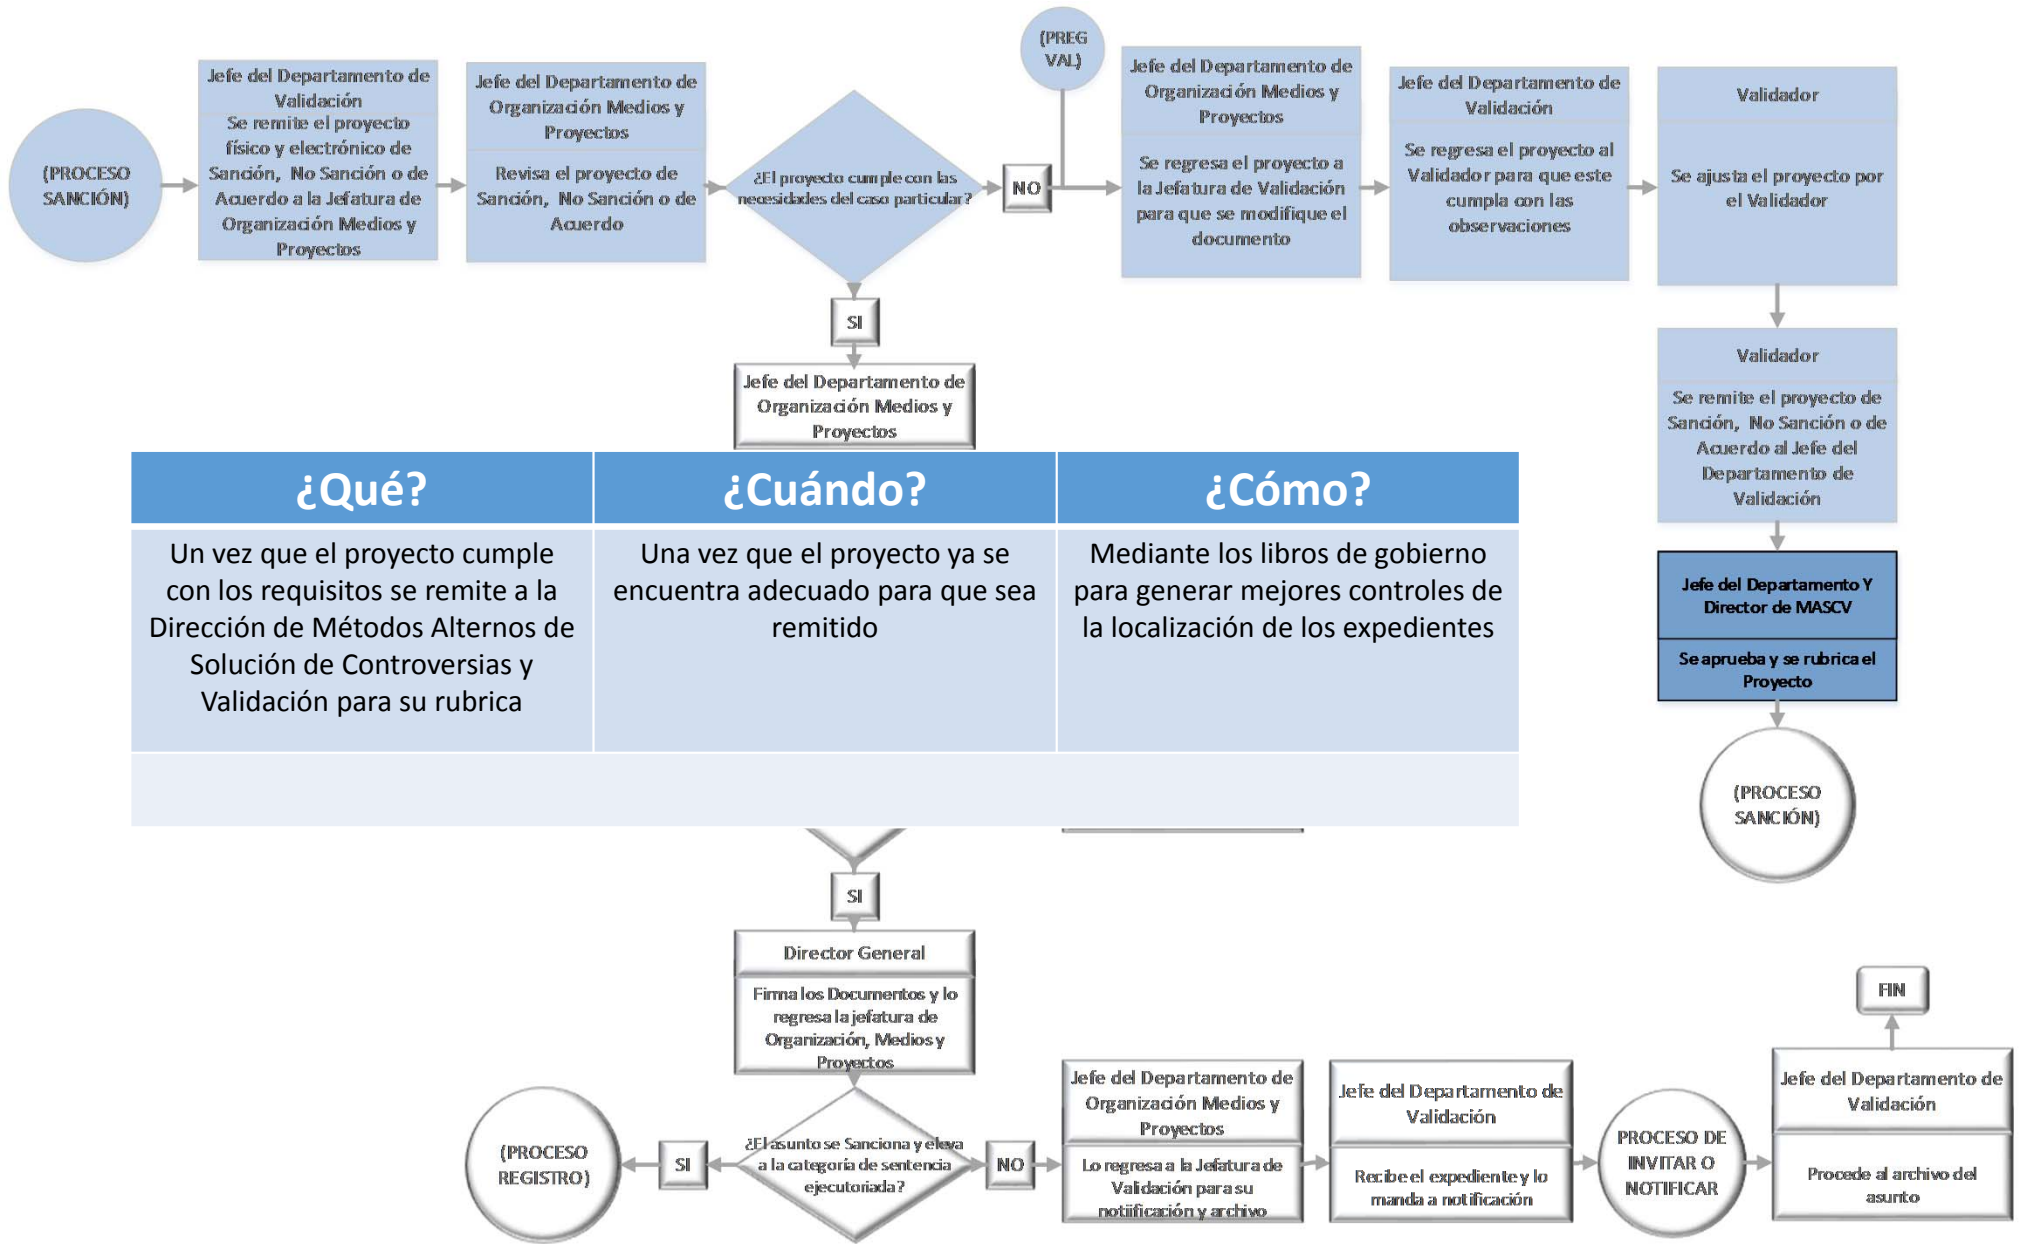 (PROCESO
SANCIÓN)
Jefe del Departamento de
Validación
Se remite el proyecto
físico y electrónico de
Sanción, No Sanción o de
Acuerdo a la Jefatura de
Organización Medios y
Proyectos
Jefe del Departamento de
Organización Medios y
Proyectos
Revisa el proyecto de
Sanción, No Sanción o de
Acuerdo
¿El proyecto cumple con las
necesidades del caso particular?
NO
(PREG
VAL)
Jefe del Departamento de
Organización Medios y
Proyectos
Se regresa el proyecto a
la Jefatura de Validación
para que se modifique el
documento
Jefe del Departamento de
Validación
Se regresa el proyecto al
Validador para que este
cumpla con las
observaciones
Validador
Se ajusta el proyecto por
el Validador
Validador
Se remite el proyecto de
Sanción, No Sanción o de
Acuerdo al Jefe del
Departamento de
Validación
Jefe del Departamento Y
Director de MASCV
Se aprueba y se rubrica el
Proyecto
(PROCESO
SANCIÓN)
SI
Jefe del Departamento de
Organización Medios y
Proyectos
¿Qué?
¿Cuándo?
¿Cómo?
Un vez que el proyecto cumple
con los requisitos se remite a la
Dirección de Métodos Alternos de
Solución de Controversias y
Validación para su rubrica
Una vez que el proyecto ya se
encuentra adecuado para que sea
remitido
Mediante los libros de gobierno
para generar mejores controles de
la localización de los expedientes
SI
Director General
Firma los Documentos y lo
regresa la jefatura de
Organización, Medios y
Proyectos
¿El asunto se Sanciona y eleva
a la categoría de sentencia
ejecutoriada?
SI
(PROCESO
REGISTRO)
NO
Jefe del Departamento de
Organización Medios y
Proyectos
Lo regresa a la Jefatura de
Validación para su
notiificación y archivo
Jefe del Departamento de
Validación
Recibe el expediente y lo
manda a notificación
PROCESO DE
INVITAR O
NOTIFICAR
Jefe del Departamento de
Validación
Procede al archivo del
asunto
FIN